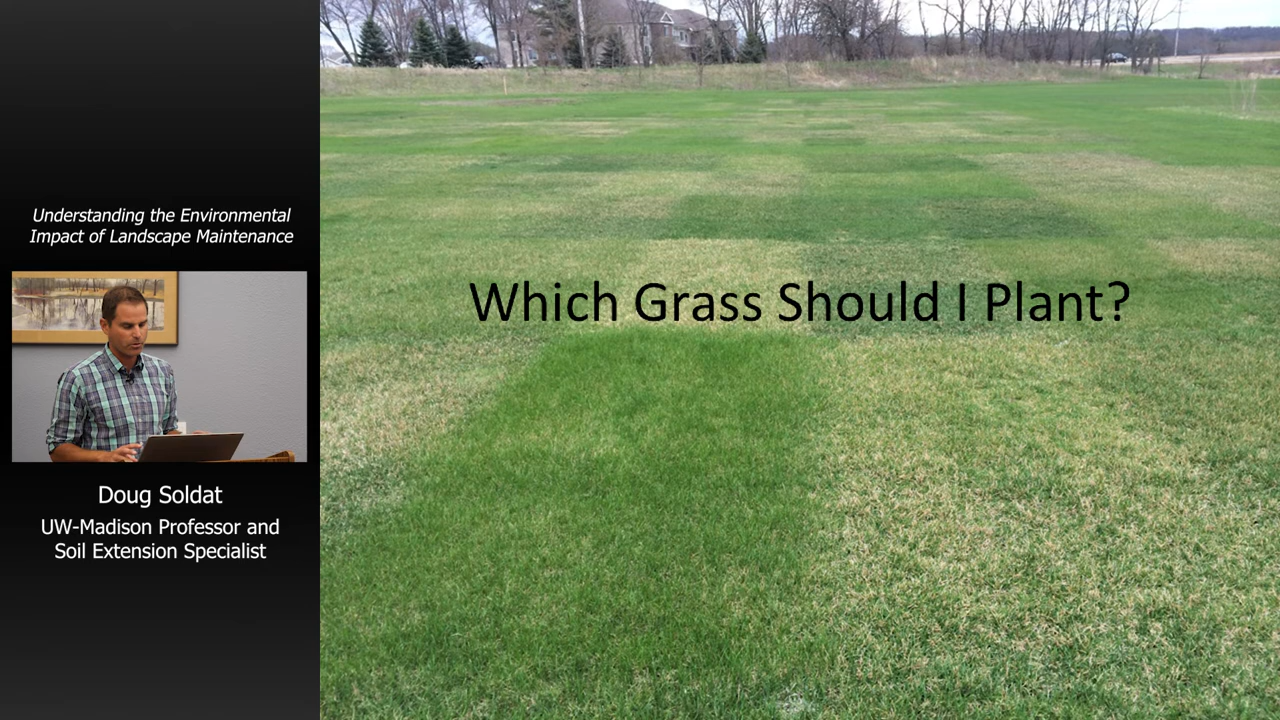 Understanding the Environmental
Impact of Landscape Maintenance
Doug Soldat
UW-Madison Professor and
Soil Extension Specialist
Which Grass Should I Plant?